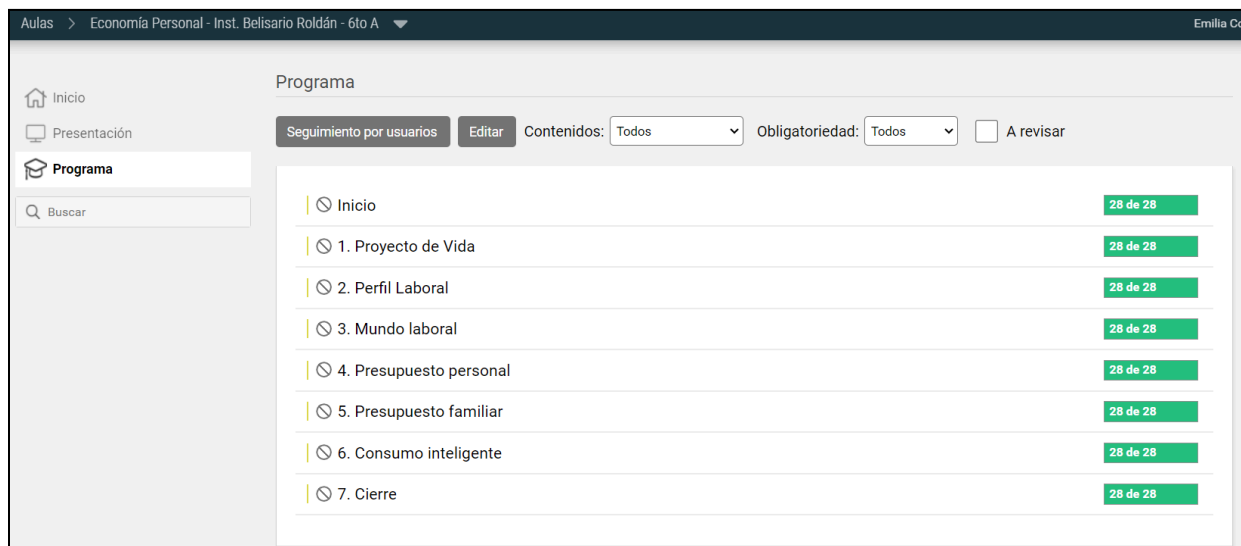 Aulas > Economía Personal - Inst. Belisario Roldán - 6to A
Emilia
Inicio
Presentación
Programa
Buscar
Programa
Seguimiento por usuarios Editar Contenidos: Todos Obligatoriedad: Todos A revisar
Inicio 28 de 28
1. Proyecto de Vida 28 de 28
2. Perfil Laboral 28 de 28
3. Mundo laboral 28 de 28
4. Presupuesto personal 28 de 28
5. Presupuesto familiar 28 de 28
6. Consumo inteligente 28 de 28
7. Cierre 28 de 28